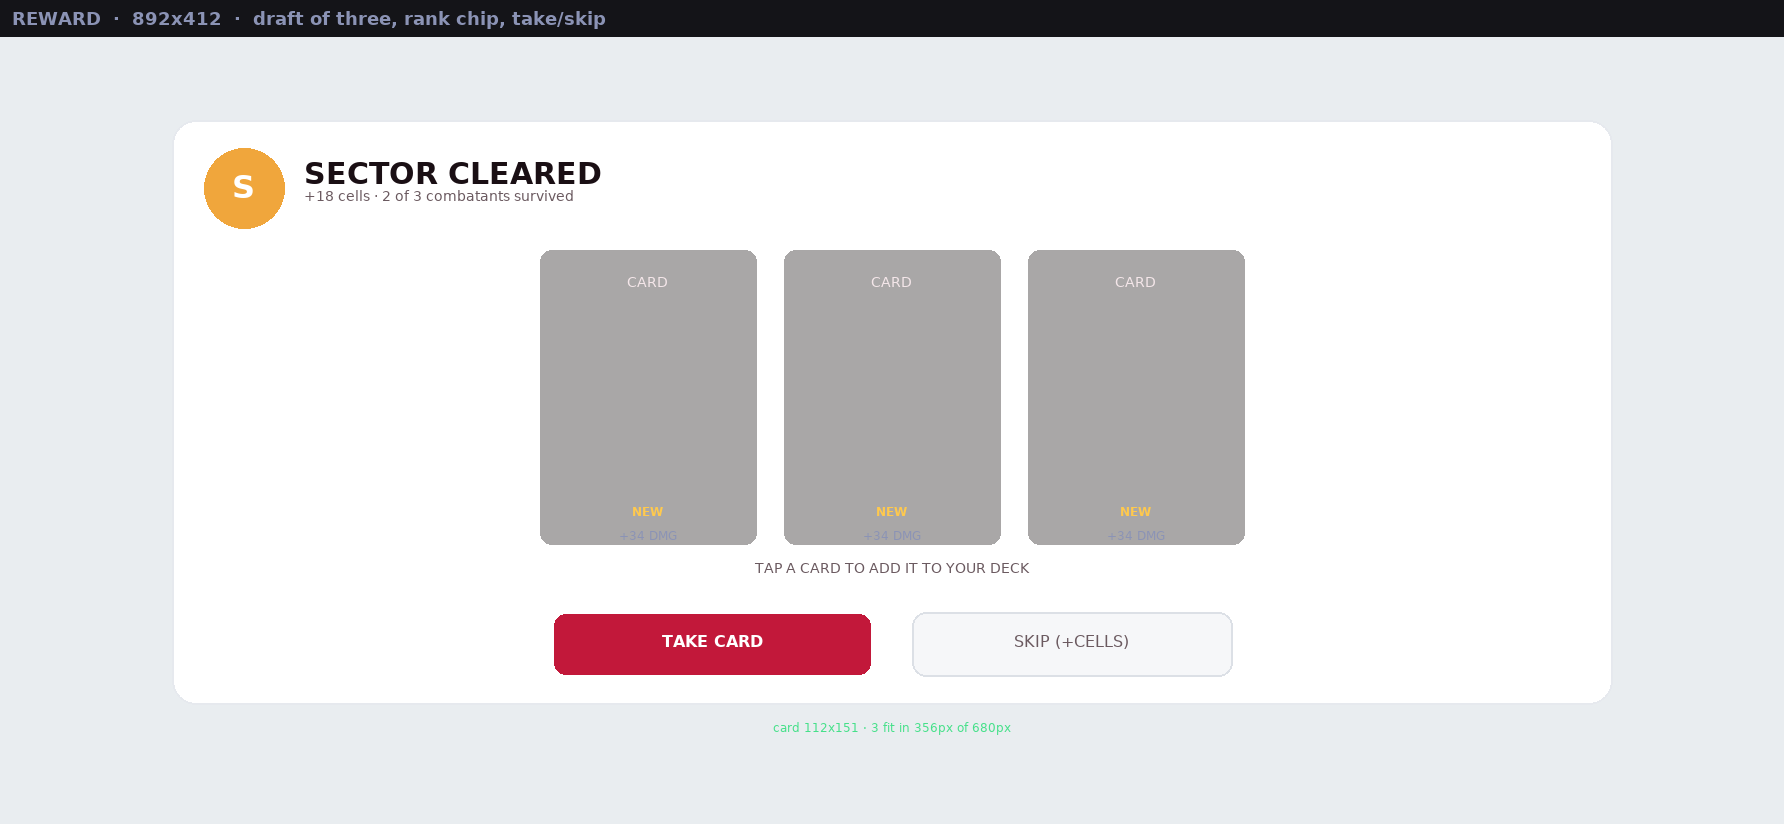 REWARD · 892x412 · draft of three, rank chip, take/skip
S
SECTOR CLEARED
+18 cells · 2 of 3 combatants survived
CARD
CARD
CARD
NEW
NEW
NEW
+34 DMG
+34 DMG
+34 DMG
TAP A CARD TO ADD IT TO YOUR DECK
TAKE CARD
SKIP (+CELLS)
card 112x151 · 3 fit in 356px of 680px